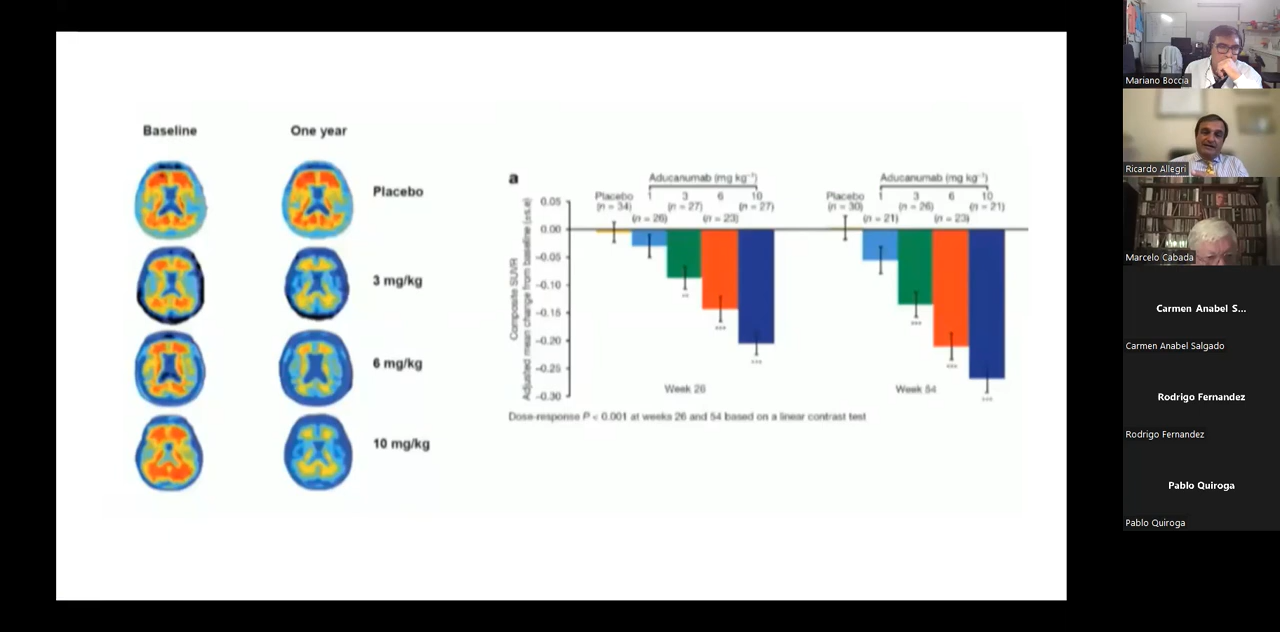 Baseline One year
Placebo
3 mg/kg
6 mg/kg
10 mg/kg
a
Aducanumab (mg kg⁻¹)
Placebo 1 3 6 10
(n = 34) (n = 27) (n = 27)
(n = 26) (n = 23)
Aducanumab (mg kg⁻¹)
Placebo 1 3 6 10
(n = 30) (n = 26) (n = 21)
(n = 21) (n = 23)
Composite SUVR
Adjusted mean change from baseline (±s.e)
0.05
0.00
−0.05
−0.10
−0.15
−0.20
−0.25
−0.30
**
***
***
***
***
***
Week 26
Week 54
Dose-response P < 0.001 at weeks 26 and 54 based on a linear contrast test
Mariano Boccia
Ricardo Allegri
Marcelo Cabada
Carmen Anabel S...
Carmen Anabel Salgado
Rodrigo Fernandez
Rodrigo Fernandez
Pablo Quiroga
Pablo Quiroga